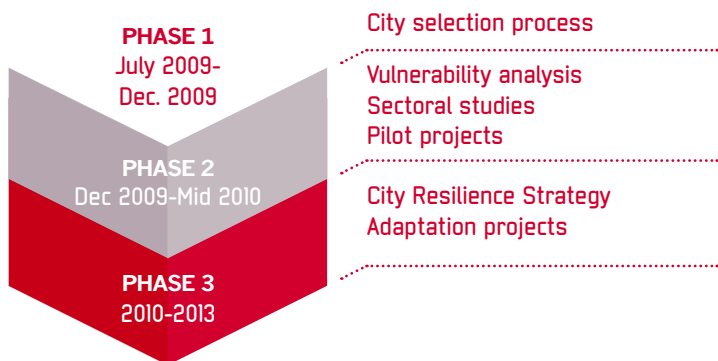 PHASE 1
July 2009-
Dec. 2009
City selection process
PHASE 2
Dec 2009-Mid 2010
Vulnerability analysis
Sectoral studies
Pilot projects
PHASE 3
2010-2013
City Resilience Strategy
Adaptation projects